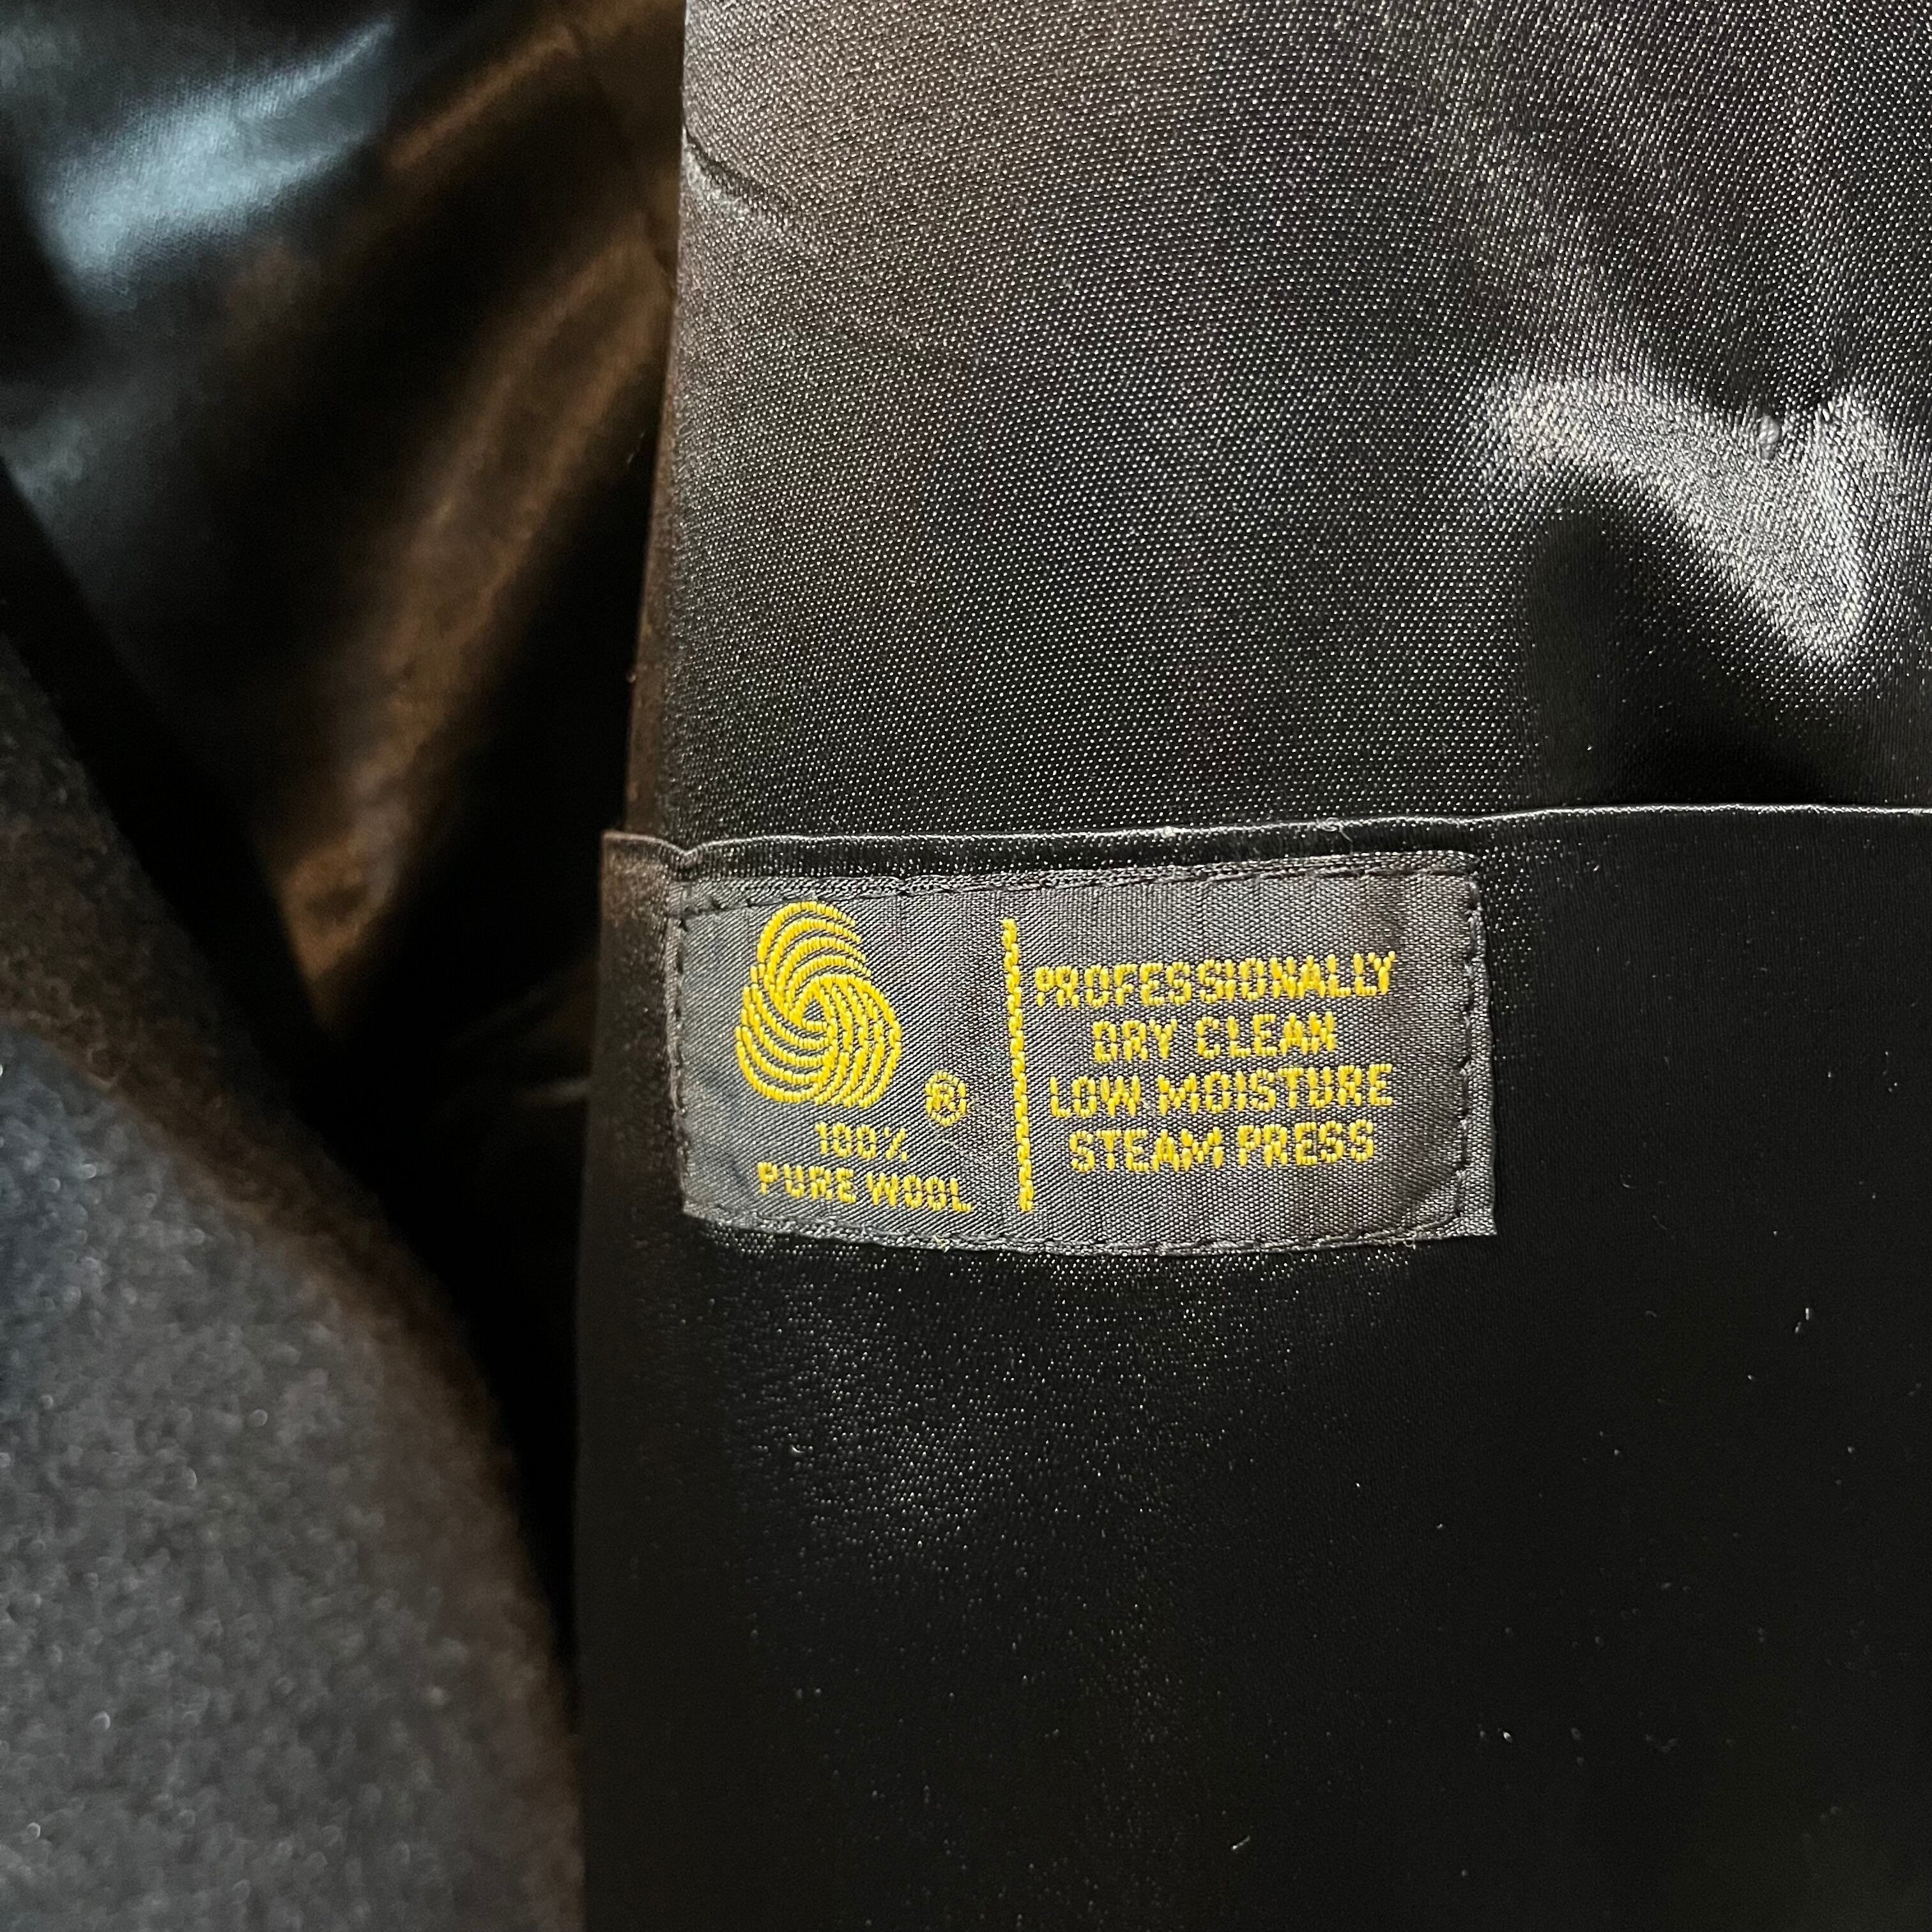 ®
100%
PURE WOOL
PROFESSIONALLY
DRY CLEAN
LOW MOISTURE
STEAM PRESS